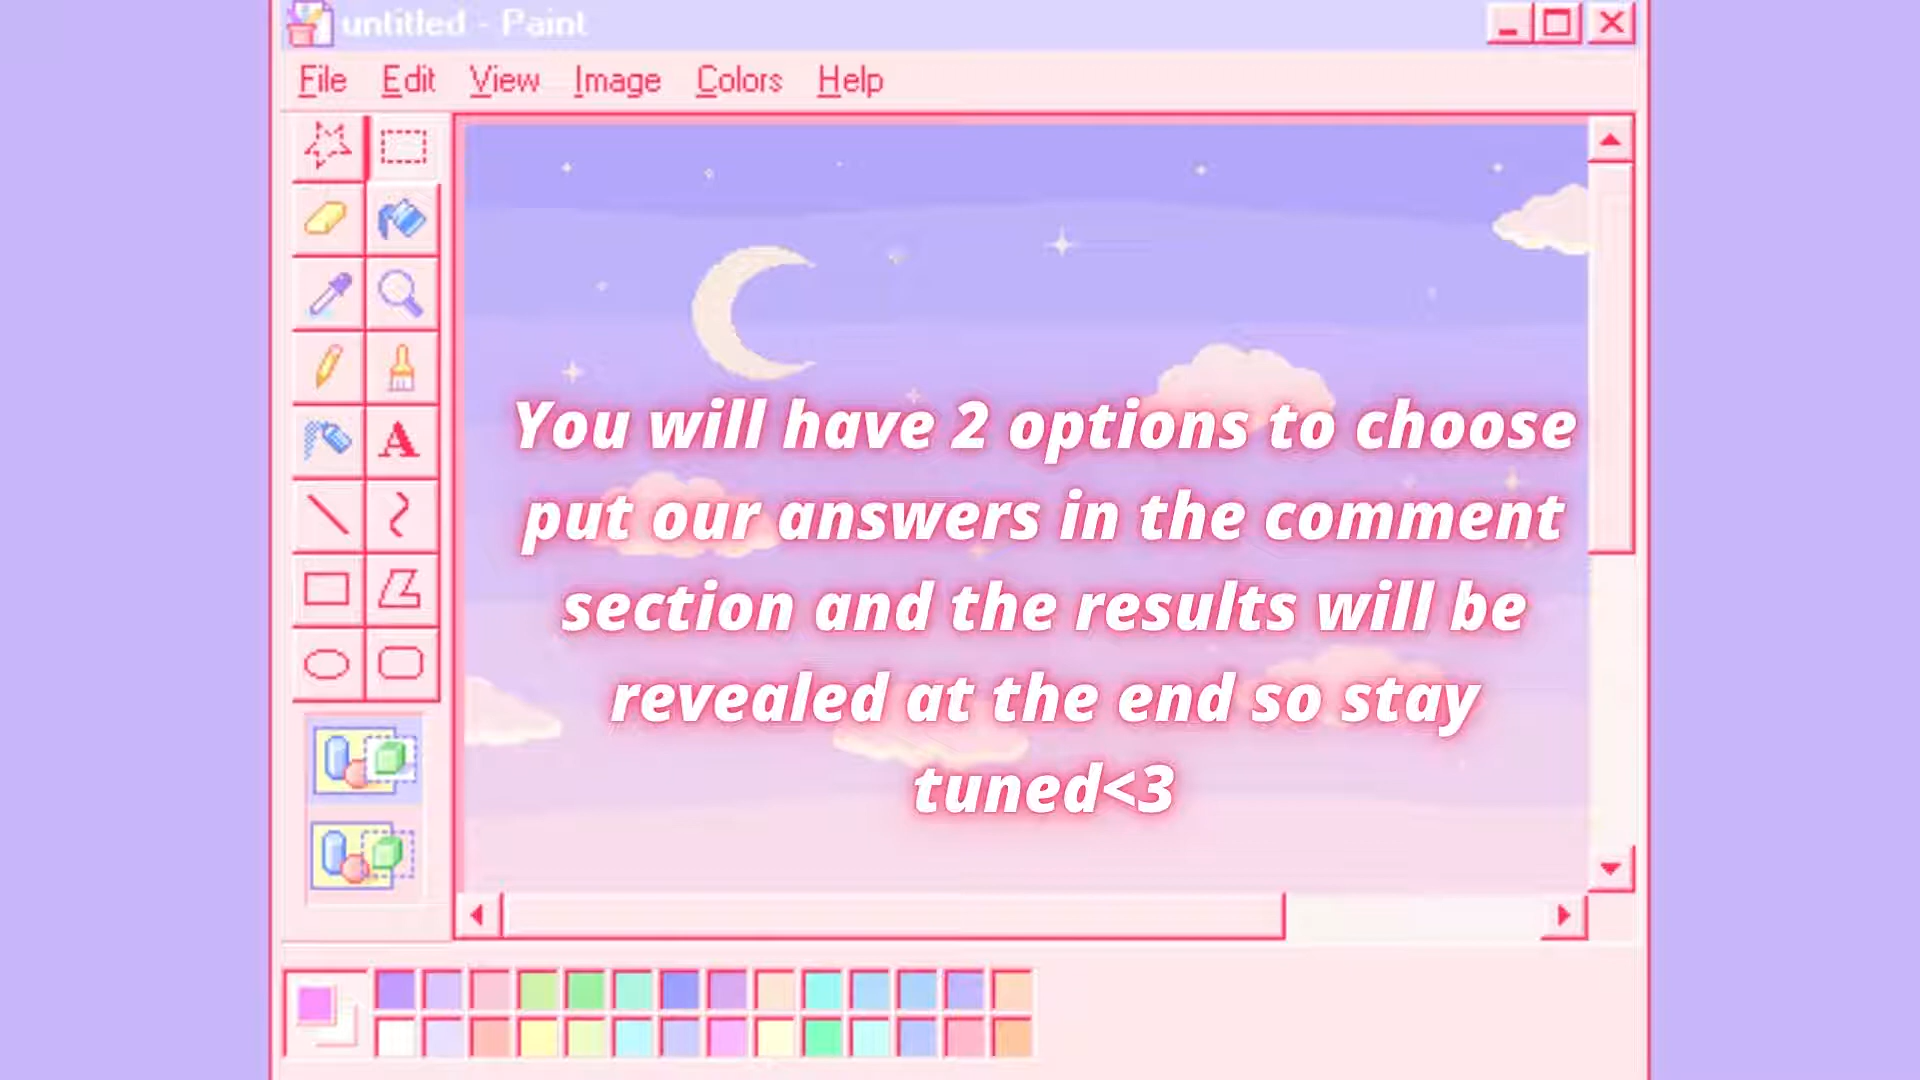 untitled - Paint
File Edit View Image Colors Help
A
You will have 2 options to choose
put our answers in the comment
section and the results will be
revealed at the end so stay
tuned<3